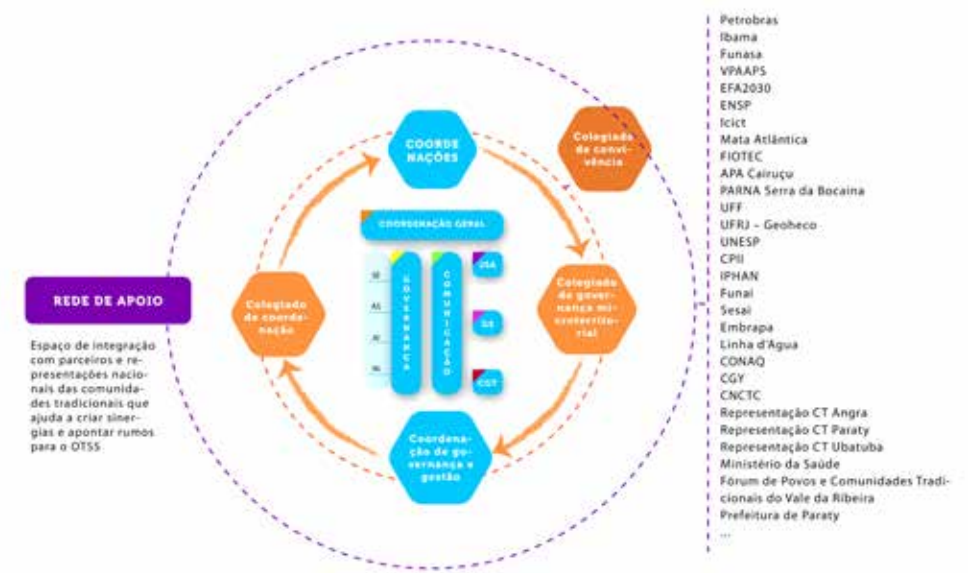 REDE DE APOIO
Espaço de integração
com parceiros e re-
presentações nacio-
nais das comunida-
des tradicionais que
ajuda a criar siner-
gias e apontar rumos
para o OTSS
COORDE
NAÇÕES
Colegiado
de convi-
vência
COORDENAÇÃO GERAL
GOVERNANÇA
COMUNICAÇÃO
AS
CGT
Colegiado
de coorde-
nação
Colegiado
de gover-
nança mi-
croterrito-
rial
Coordena-
ção de go-
vernança e
gestão
Petrobras
Ibama
Funasa
VPAAPS
EFA2030
ENSP
Icict
Mata Atlântica
FIOTEC
APA Cairuçu
PARNA Serra da Bocaina
UFF
UFRJ – Geoheco
UNESP
CPII
IPHAN
Funai
Sesai
Embrapa
Linha d'Agua
CONAQ
CGY
CNCTC
Representação CT Angra
Representação CT Paraty
Representação CT Ubatuba
Ministério da Saúde
Fórum de Povos e Comunidades Tradi-
cionais do Vale da Ribeira
Prefeitura de Paraty
...